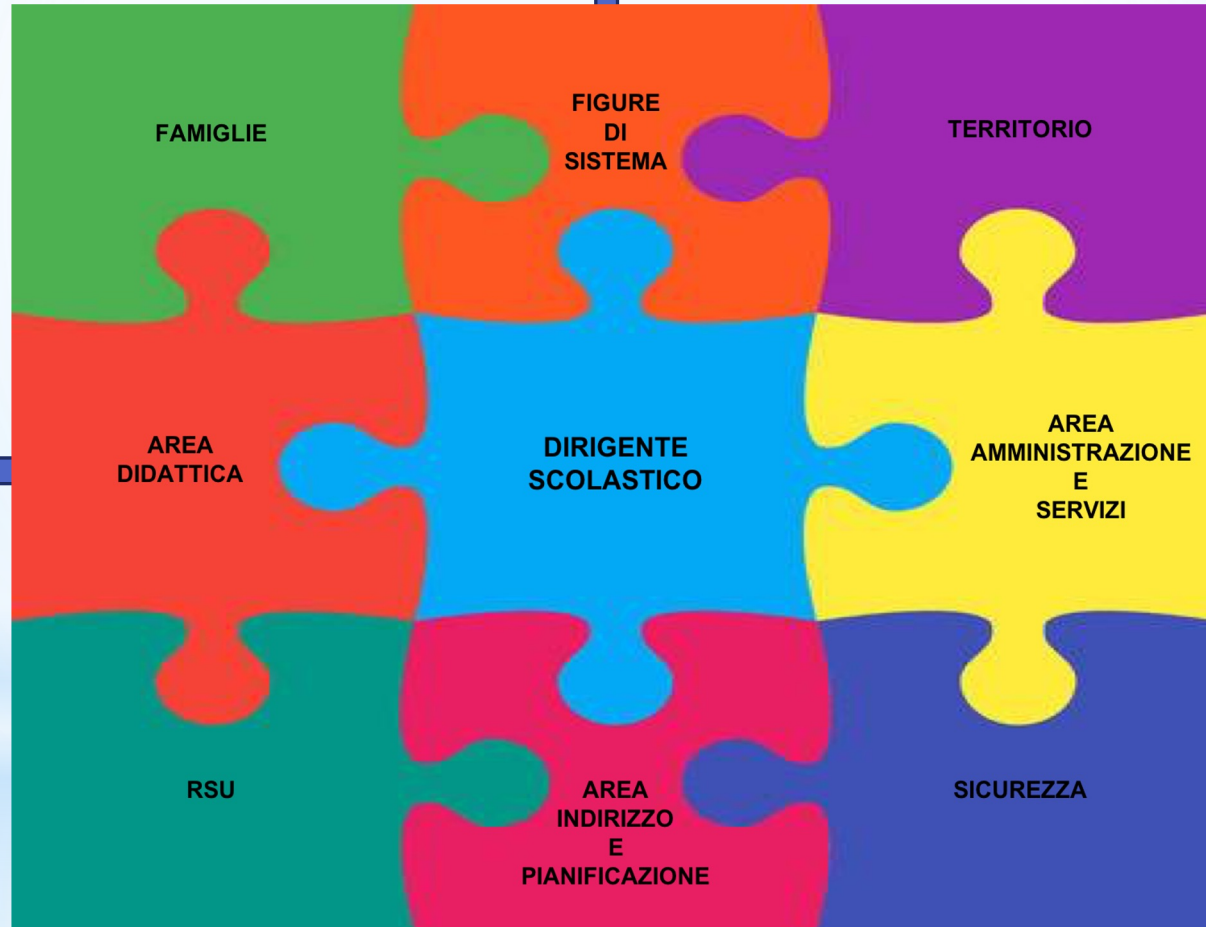 FAMIGLIE
FIGURE
DI
SISTEMA
TERRITORIO
AREA
DIDATTICA
DIRIGENTE
SCOLASTICO
AREA
AMMINISTRAZIONE
E
SERVIZI
RSU
AREA
INDIRIZZO
E
PIANIFICAZIONE
SICUREZZA